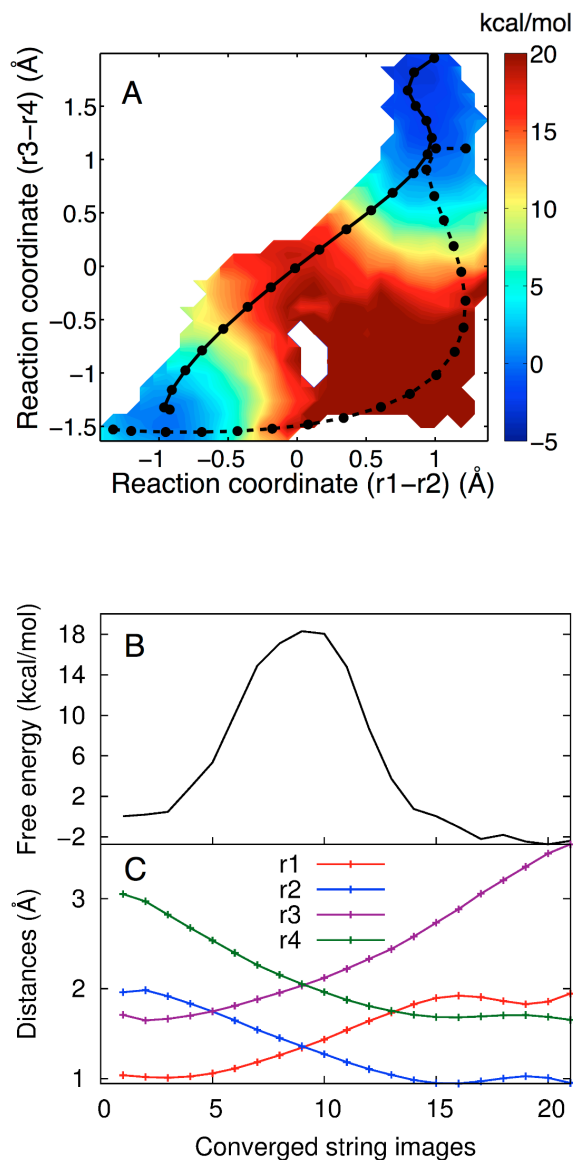 kcal/mol
A
Reaction coordinate (r3−r4) (Å)
1.5
1
0.5
0
−0.5
−1
−1.5
−1
−0.5
0
0.5
1
Reaction coordinate (r1−r2) (Å)
20
15
10
5
0
−5
B
Free energy (kcal/mol)
18
14
10
6
2
−2
C
r1
r2
r3
r4
Distances (Å)
3
2
1
0
5
10
15
20
Converged string images